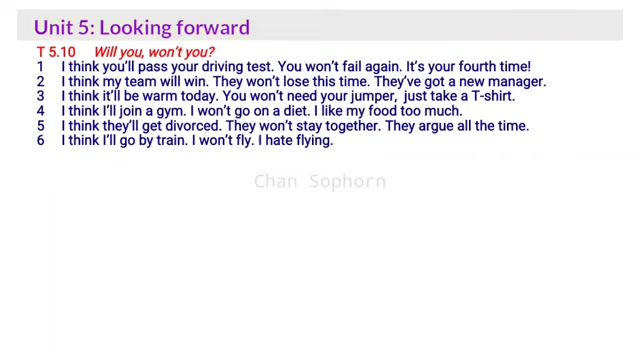 Unit 5: Looking forward
T 5.10 Will you, won't you?
1 I think you'll pass your driving test. You won't fail again. It's your fourth time!
2 I think my team will win. They won't lose this time. They've got a new manager.
3 I think it'll be warm today. You won't need your jumper, just take a T-shirt.
4 I think I'll join a gym. I won't go on a diet. I like my food too much.
5 I think they'll get divorced. They won't stay together. They argue all the time.
6 I think I'll go by train. I won't fly. I hate flying.
Chan Sophorn